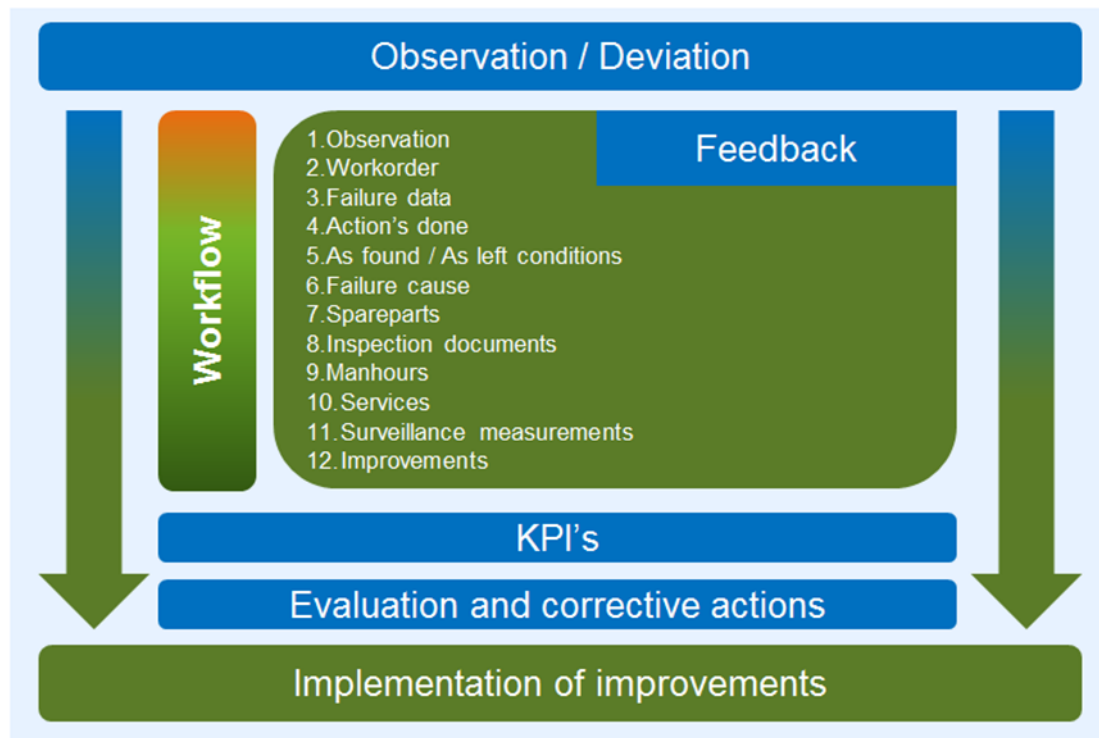 Observation / Deviation
Workflow
Feedback
1.Observation
2.Workorder
3.Failure data
4.Action’s done
5.As found / As left conditions
6.Failure cause
7.Spareparts
8.Inspection documents
9.Manhours
10.Services
11.Surveillance measurements
12.Improvements
KPI’s
Evaluation and corrective actions
Implementation of improvements